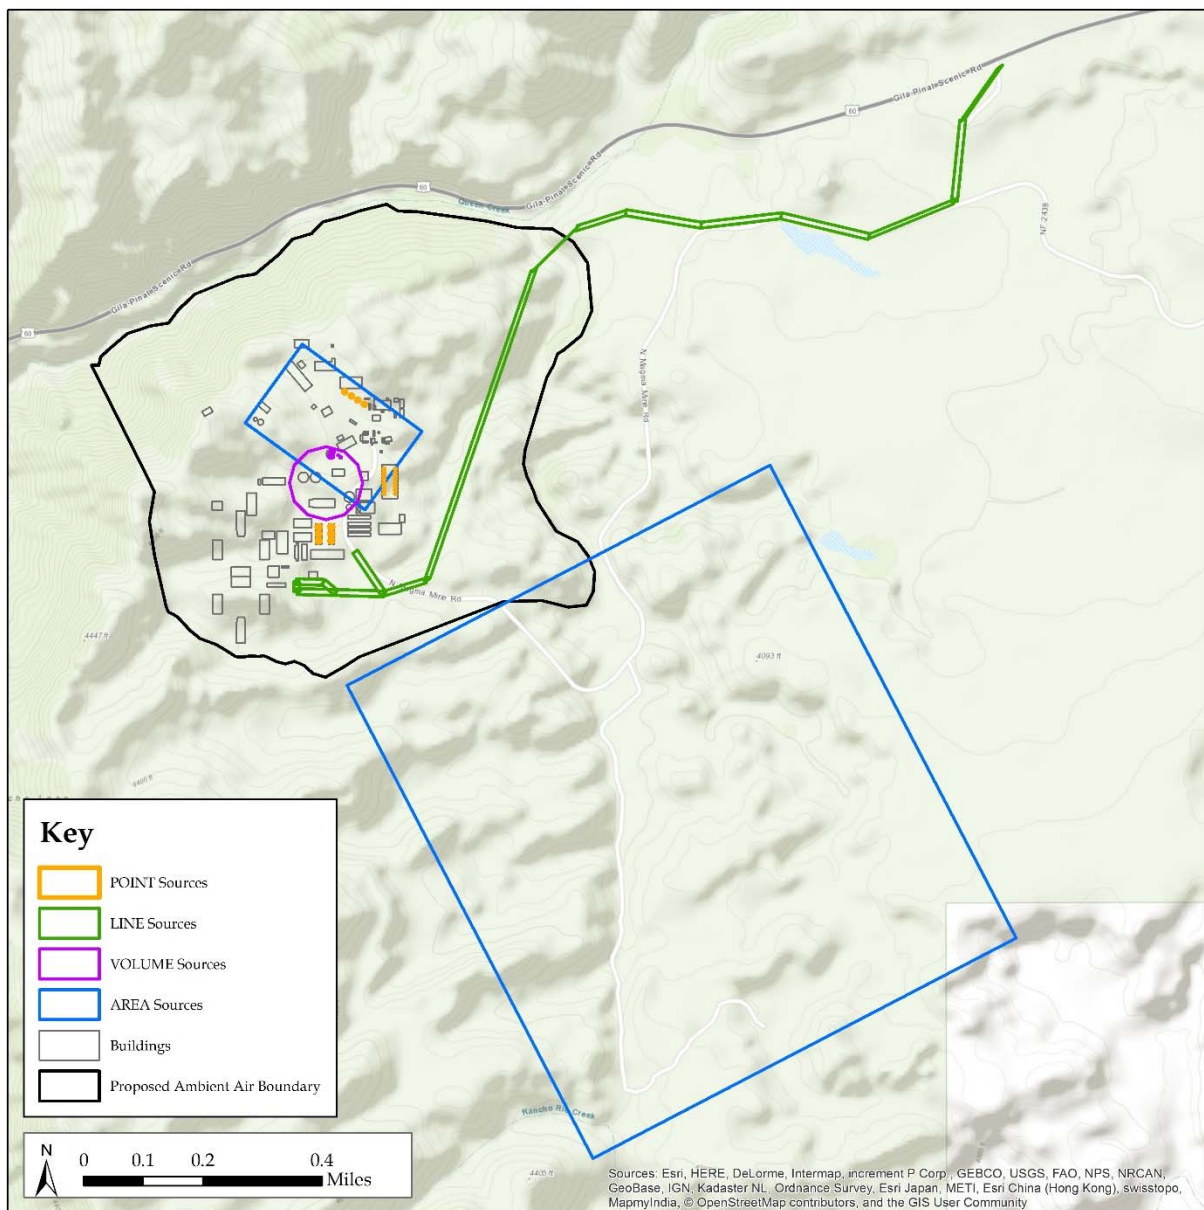 Gila-Pinal Scenic Rd
60
Gila-Pinal Scenic Rd
60
Queen Creek
NF-2438
Gila-Pinal Scenic Rd
60
N Magma Mine Rd
Mine Rd
4447 ft
4093 ft
Key
POINT Sources
LINE Sources
VOLUME Sources
AREA Sources
Buildings
Proposed Ambient Air Boundary
Rancho Rio Creek
N
0 0.1 0.2 0.4
Miles
4405 ft
Sources: Esri, HERE, DeLorme, Intermap, increment P Corp., GEBCO, USGS, FAO, NPS, NRCAN,
GeoBase, IGN, Kadaster NL, Ordnance Survey, Esri Japan, METI, Esri China (Hong Kong), swisstopo,
MapmyIndia, © OpenStreetMap contributors, and the GIS User Community